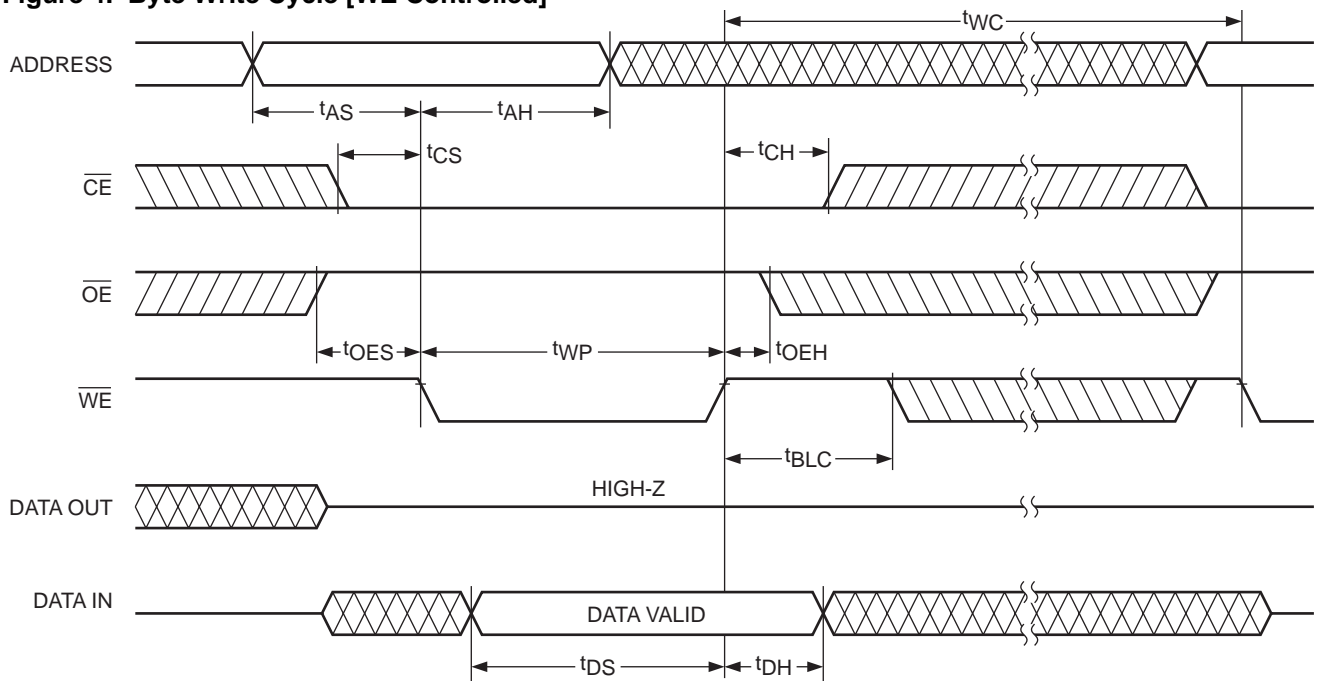 Figure 4. Byte Write Cycle [WE Controlled]
tWC
ADDRESS
tAS
tAH
tCS
tCH
CE
OE
tOES
tWP
tOEH
WE
tBLC
HIGH-Z
DATA OUT
DATA IN
DATA VALID
tDS
tDH